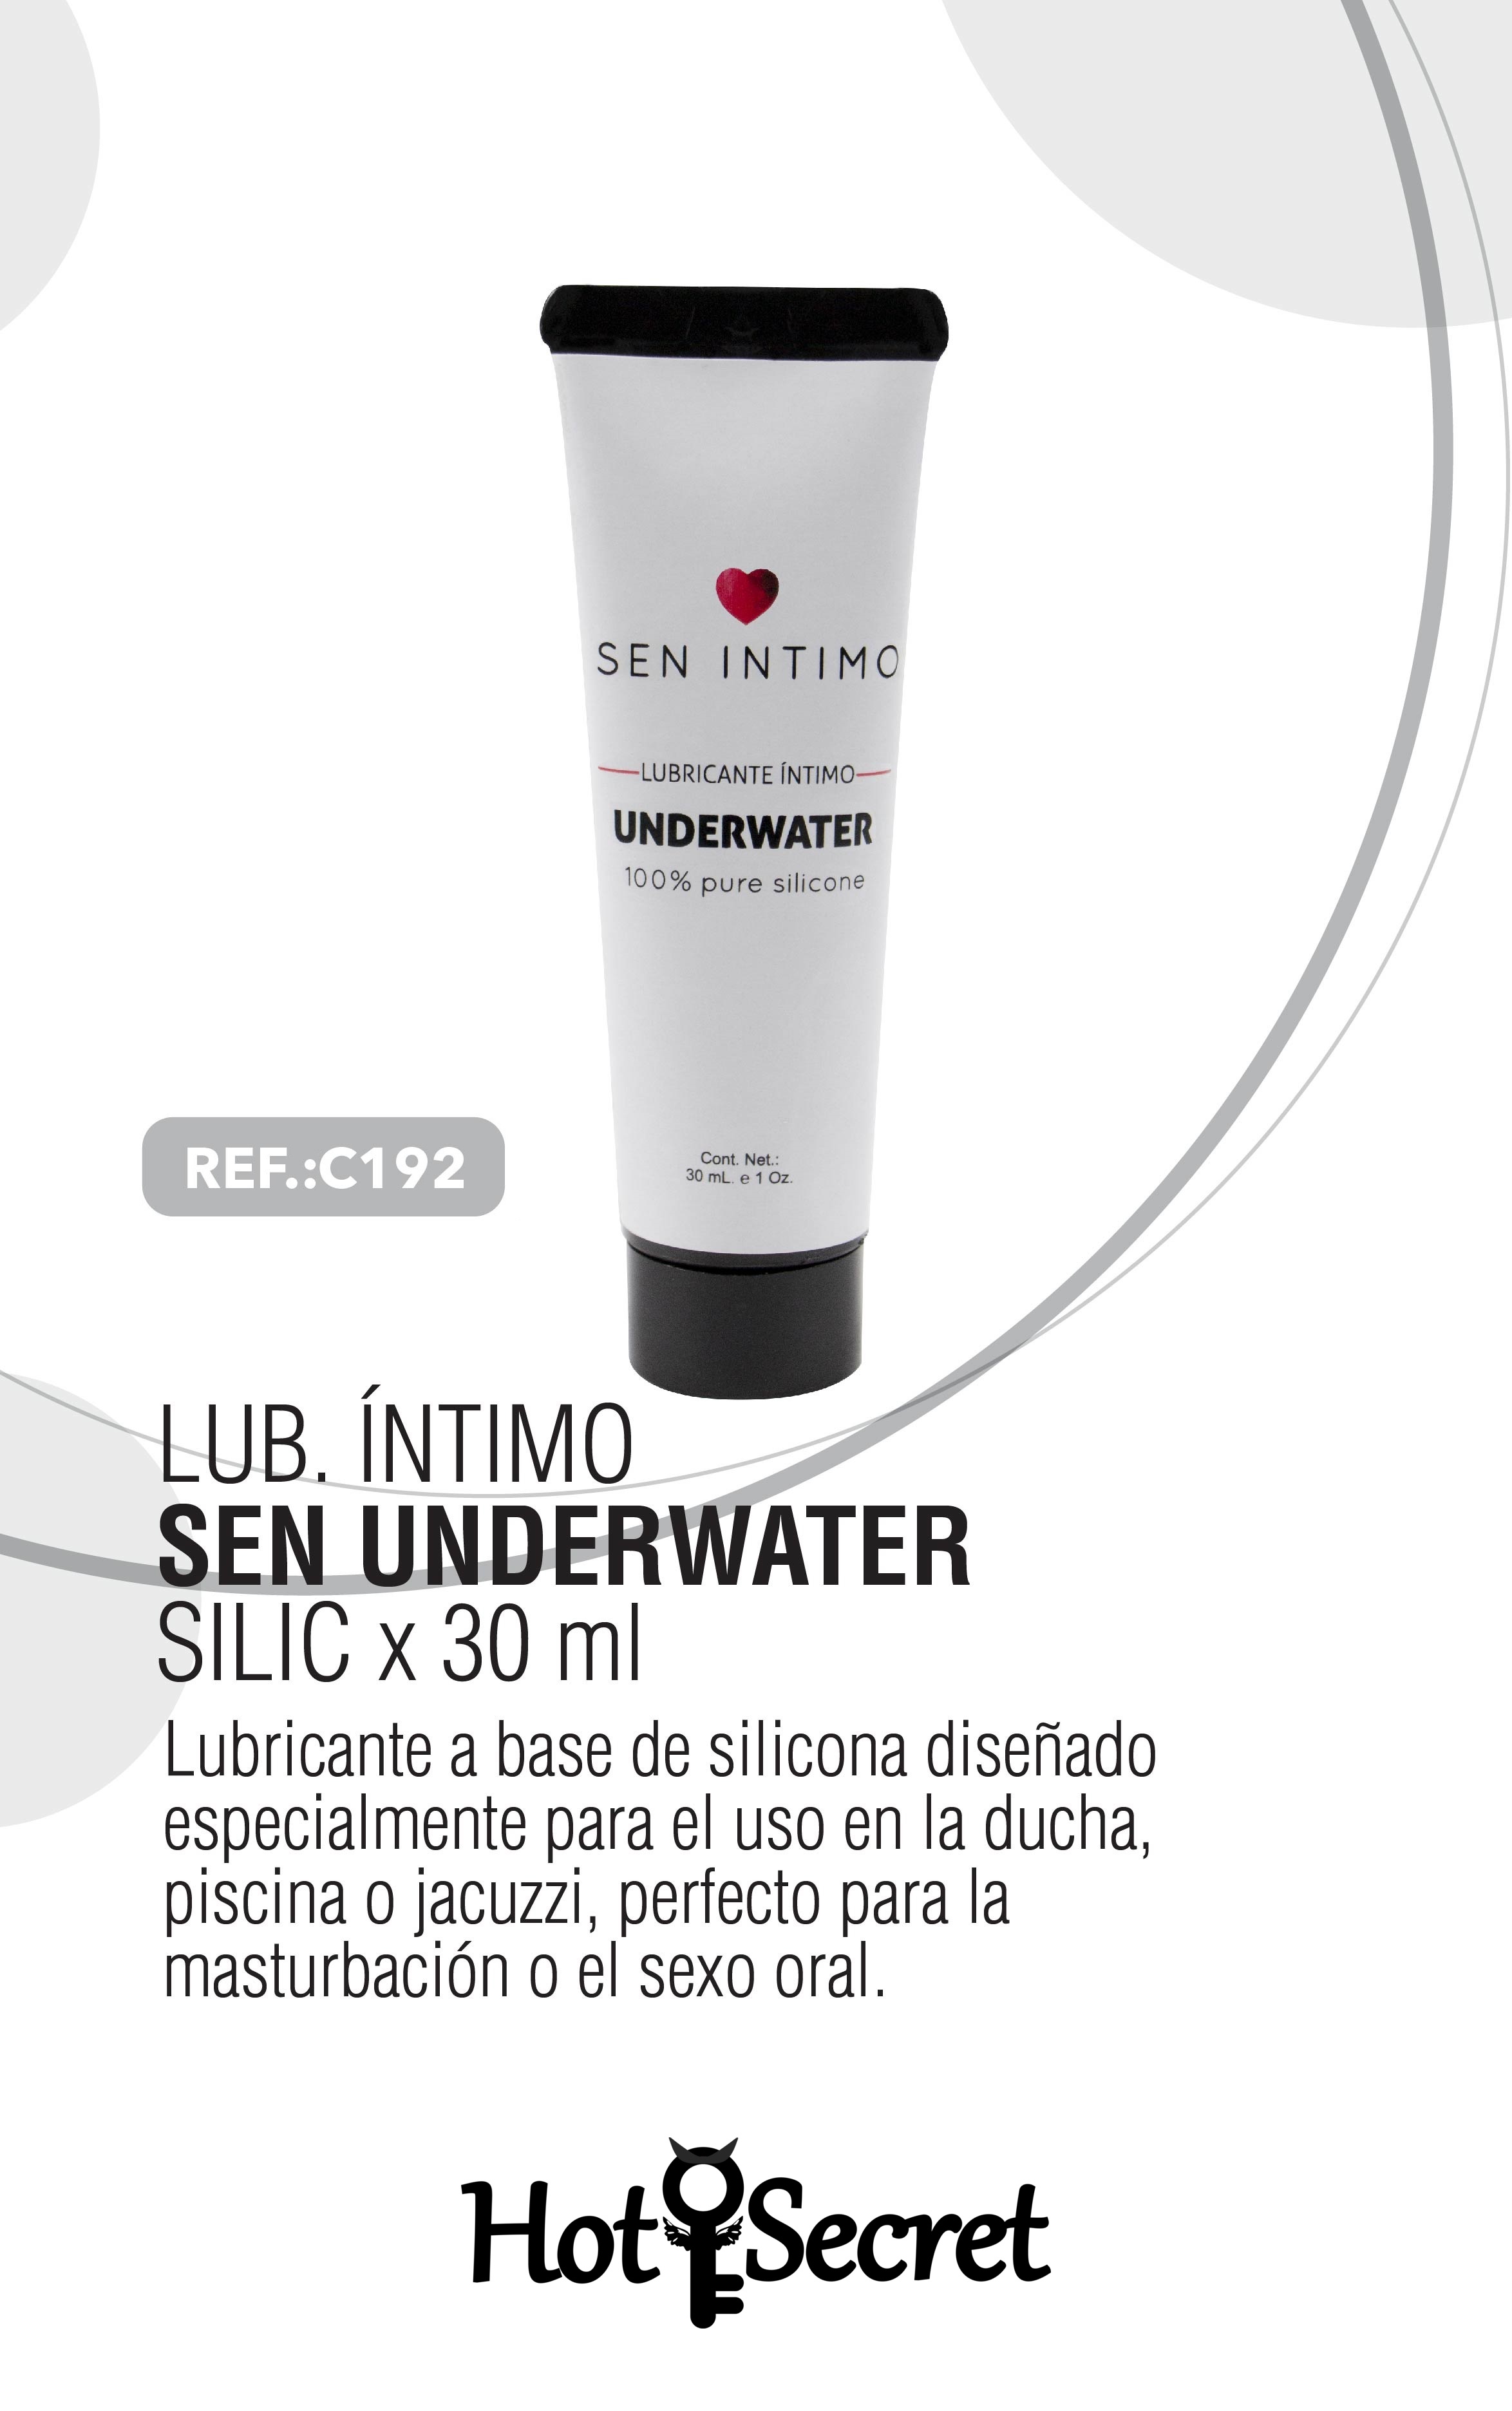 SEN INTIMO
LUBRICANTE ÍNTIMO
UNDERWATER
100% pure silicone
Cont. Net.:
30 mL. e 1 Oz.
REF.:C192
LUB. ÍNTIMO
SEN UNDERWATER
SILIC x 30 ml
Lubricante a base de silicona diseñado
especialmente para el uso en la ducha,
piscina o jacuzzi, perfecto para la
masturbación o el sexo oral.
Hot Secret